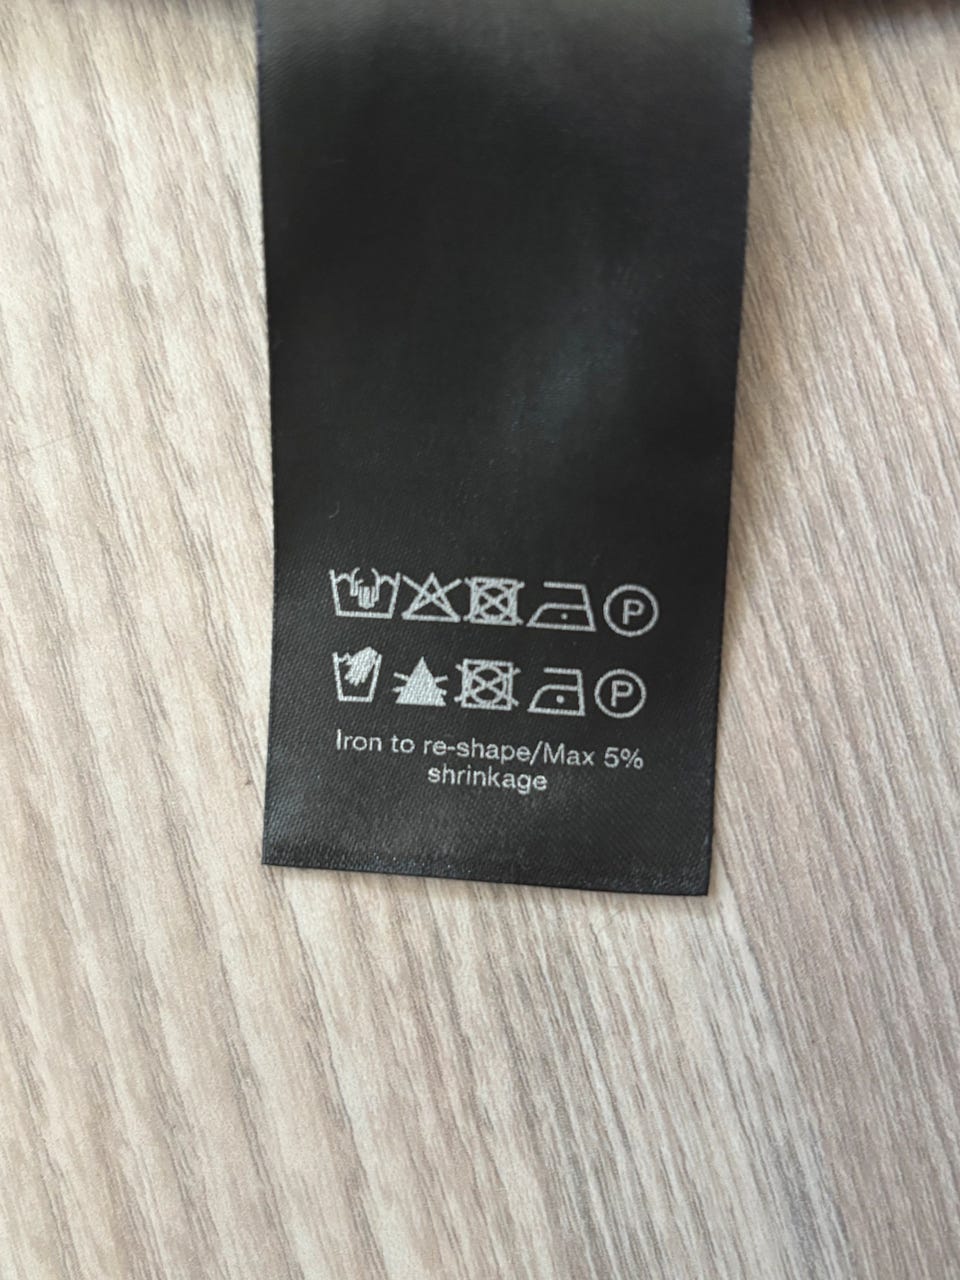 P
P
Iron to re-shape/Max 5%
shrinkage